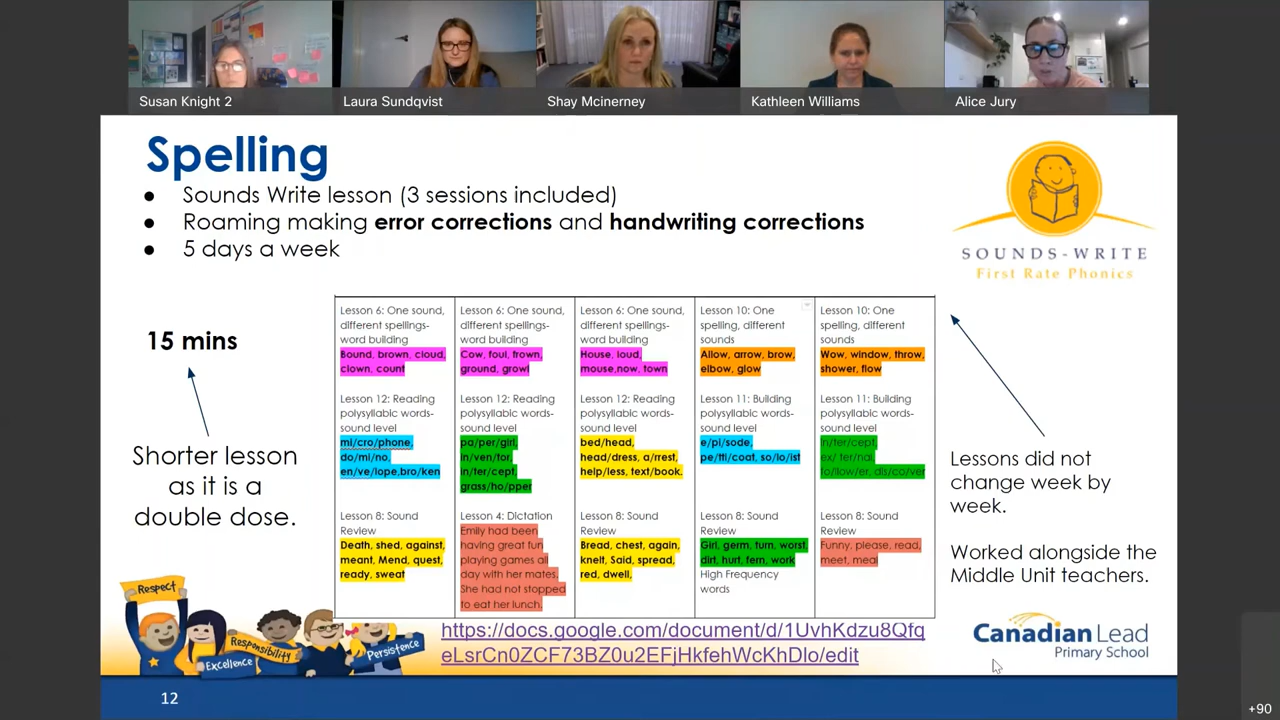 Susan Knight 2
Laura Sundqvist
Shay Mcinerney
Kathleen Williams
Alice Jury
Spelling
● Sounds Write lesson (3 sessions included)
● Roaming making error corrections and handwriting corrections
● 5 days a week
SOUNDS-WRITE
First Rate Phonics
15 mins
Shorter lesson
as it is a
double dose.
Lesson 6: One sound,
different spellings-
word building
Bound, brown, cloud,
clown, count
Lesson 12: Reading
polysyllabic words-
sound level
mi/cro/phone,
do/mi/no,
en/ve/lope,bro/ken
Lesson 8: Sound
Review
Death, shed, against,
meant, Mend, quest,
ready, sweat
Lesson 6: One sound,
different spellings-
word building
Cow, foul, frown,
ground, growl
Lesson 12: Reading
polysyllabic words-
sound level
pa/per/girl,
in/ven/tor,
in/ter/cept,
grass/ho/pper
Lesson 4: Dictation
Emily had been
having great fun
playing games all
day with her mates.
She had not stopped
to eat her lunch.
Lesson 6: One sound,
different spellings-
word building
House, loud,
mouse,now, town
Lesson 12: Reading
polysyllabic words-
sound level
bed/head,
head/dress, a/rrest,
help/less, text/book.
Lesson 8: Sound
Review
Bread, chest, again,
knelt, Said, spread,
red, dwell,
Lesson 10: One
spelling, different
sounds
Allow, arrow, brow,
elbow, glow
Lesson 11: Building
polysyllabic words-
sound level
e/pi/sode,
pe/tti/coat, so/lo/ist
Lesson 8: Sound
Review
Girl, germ, turn, worst,
dirt, hurt, fern, work
High Frequency
words
Lesson 10: One
spelling, different
sounds
Wow, window, throw,
shower, flow
Lesson 11: Building
polysyllabic words-
sound level
in/ter/cept,
ex/ ter/nal,
fo/llow/er, dis/co/ver
Lesson 8: Sound
Review
Funny, please, read,
meet, meal
Lessons did not
change week by
week.
Worked alongside the
Middle Unit teachers.
Respect
Responsibility
Excellence
Persistence
https://docs.google.com/document/d/1UvhKdzu8Qfq
eLsrCn0ZCF73BZ0u2EFjHkfehWcKhDlo/edit
Canadian Lead
Primary School
12
+90